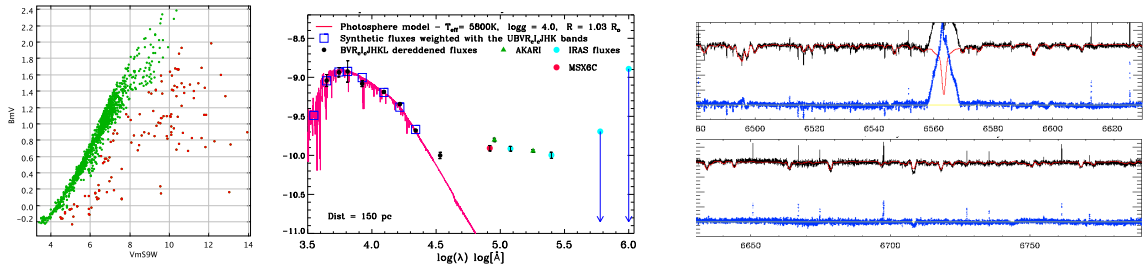 2.4
2.2
2.0
1.8
1.6
1.4
1.2
1.0
0.8
0.6
0.4
0.2
0.0
-0.2
BmV
4 6 8 10 12 14
VmS9W
Photosphere model - Teff= 5800K, logg = 4.0, R = 1.03 R⊙
Synthetic fluxes weighted with the UBVRcIcJHK bands
BVRcIcJHKL dereddened fluxes
AKARI
IRAS fluxes
MSX6C
-9.0
-9.5
-10.0
-10.5
-11.0
Dist = 150 pc
3.5 4.0 4.5 5.0 5.5 6.0
log(λ) log[Å]
80 6500 6520 6540 6560 6580 6600 6620
6650 6700 6750